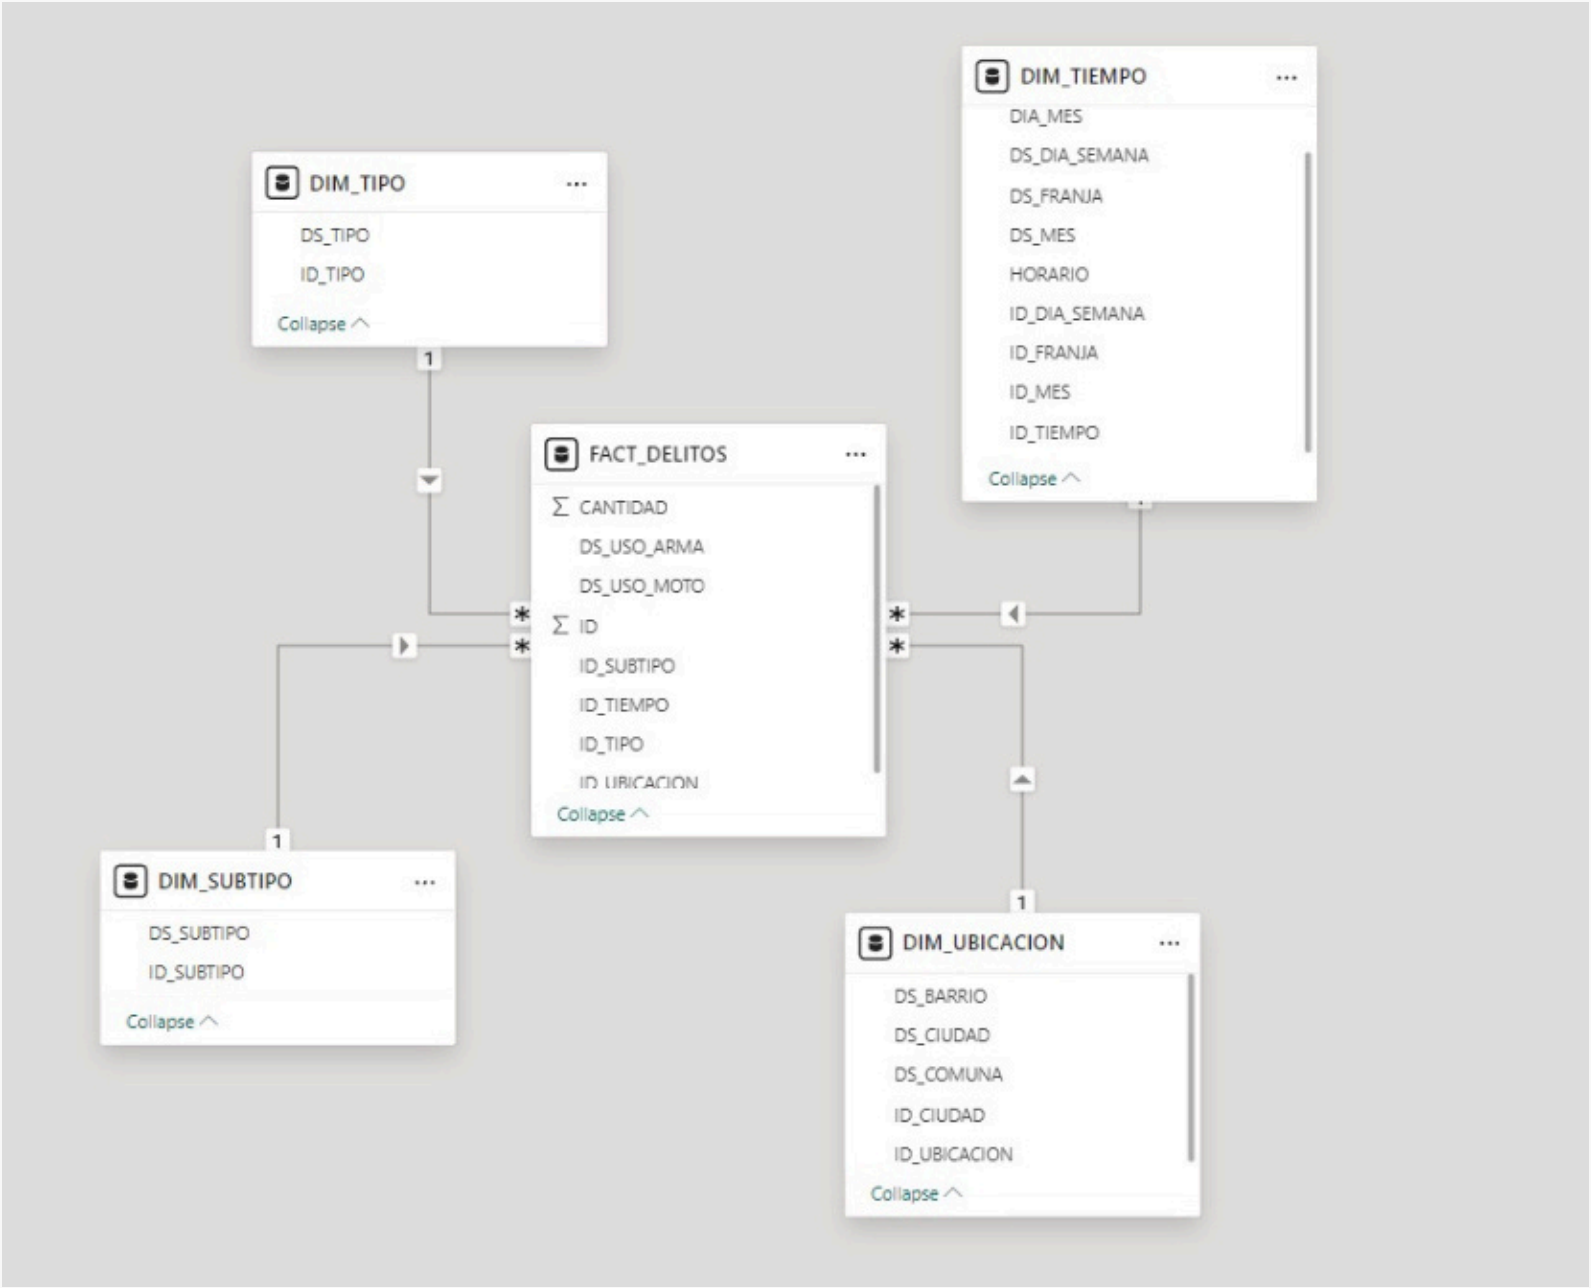 DIM_TIEMPO
DIA_MES
DS_DIA_SEMANA
DS_FRANJA
DS_MES
HORARIO
ID_DIA_SEMANA
ID_FRANJA
ID_MES
ID_TIEMPO
Collapse
DIM_TIPO
DS_TIPO
ID_TIPO
Collapse
1
FACT_DELITOS
Σ CANTIDAD
DS_USO_ARMA
DS_USO_MOTO
Σ ID
ID_SUBTIPO
ID_TIEMPO
ID_TIPO
ID_UBICACION
Collapse
*
*
*
*
1
DIM_SUBTIPO
DS_SUBTIPO
ID_SUBTIPO
Collapse
1
DIM_UBICACION
DS_BARRIO
DS_CIUDAD
DS_COMUNA
ID_CIUDAD
ID_UBICACION
Collapse